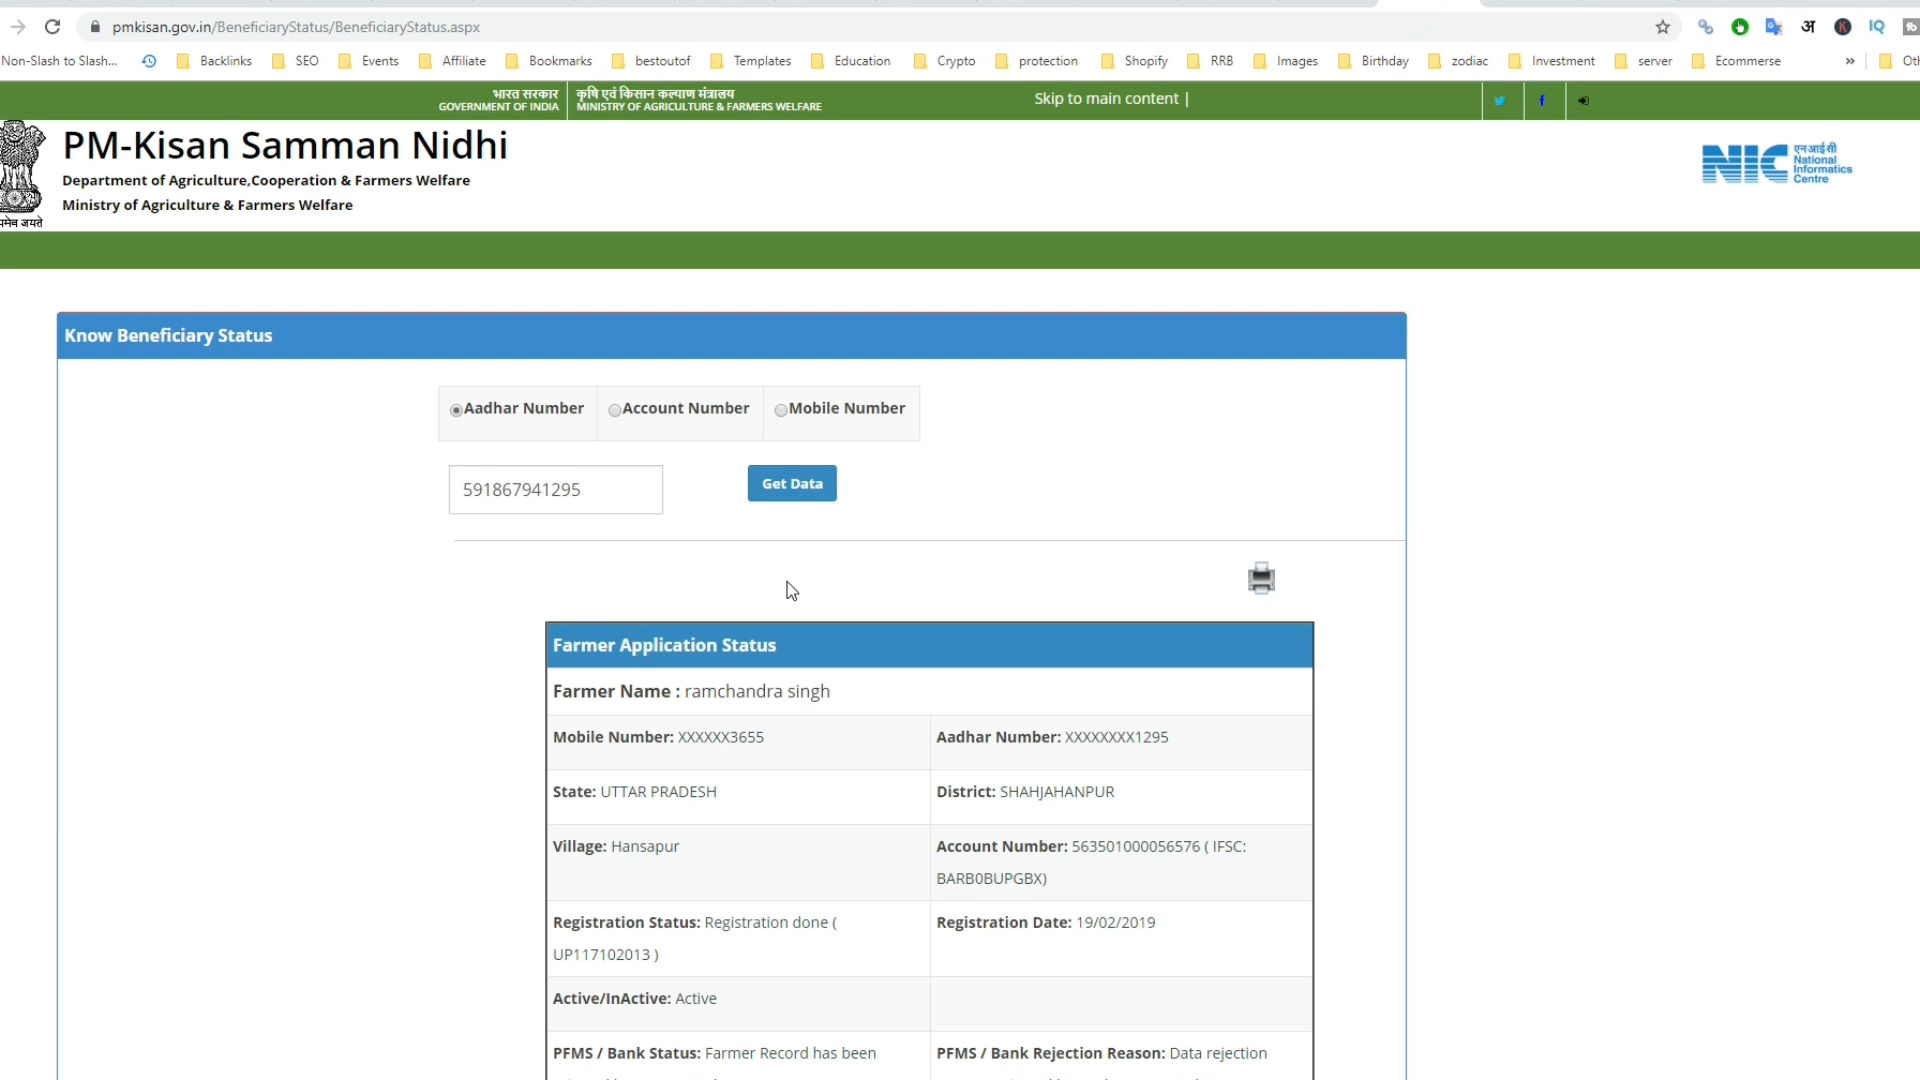 pmkisan.gov.in/BeneficiaryStatus/BeneficiaryStatus.aspx
अ K IQ
Non-Slash to Slash... Backlinks SEO Events Affiliate Bookmarks bestoutof Templates Education Crypto protection Shopify RRB Images Birthday zodiac Investment server Ecommerse »
भारत सरकार कृषि एवं किसान कल्याण मंत्रालय
GOVERNMENT OF INDIA MINISTRY OF AGRICULTURE & FARMERS WELFARE Skip to main content |
PM-Kisan Samman Nidhi
Department of Agriculture,Cooperation & Farmers Welfare
Ministry of Agriculture & Farmers Welfare
NIC एनआईसी
National
Informatics
Centre
Know Beneficiary Status
Aadhar Number Account Number Mobile Number
591867941295 Get Data
Farmer Application Status
Farmer Name : ramchandra singh
Mobile Number: XXXXXX3655 Aadhar Number: XXXXXXXX1295
State: UTTAR PRADESH District: SHAHJAHANPUR
Village: Hansapur Account Number: 563501000056576 ( IFSC:
BARB0BUPGBX)
Registration Status: Registration done ( Registration Date: 19/02/2019
UP117102013 )
Active/InActive: Active
PFMS / Bank Status: Farmer Record has been PFMS / Bank Rejection Reason: Data rejection